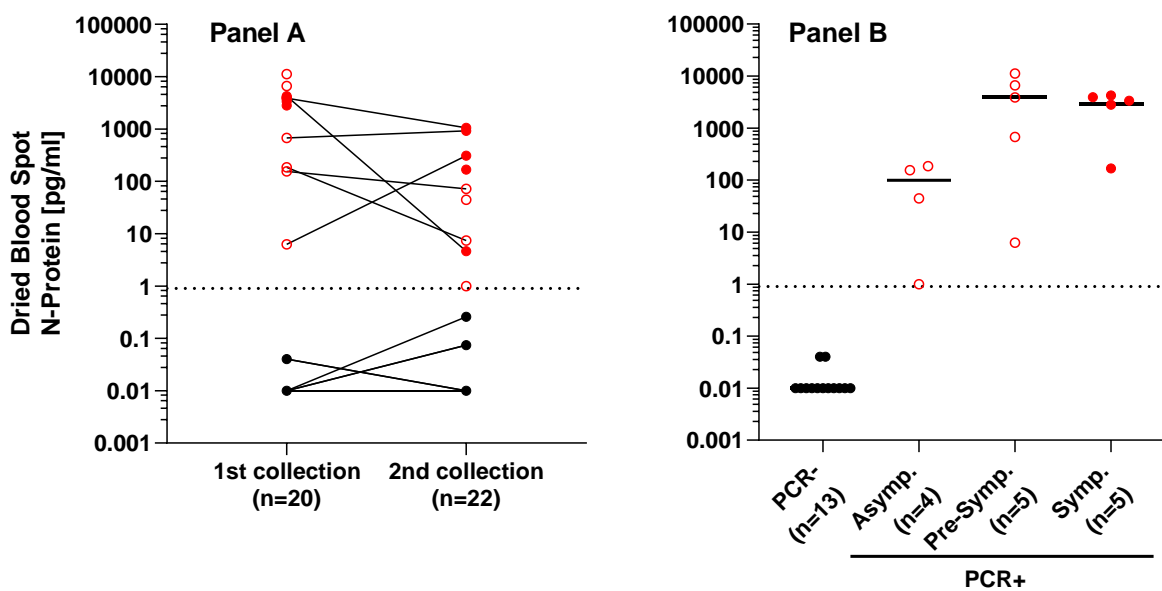 Dried Blood Spot
N-Protein [pg/ml]
Panel A
100000
10000
1000
100
10
1
0.1
0.01
0.001
1st collection
(n=20)
2nd collection
(n=22)
Panel B
100000
10000
1000
100
10
1
0.1
0.01
0.001
PCR-
(n=13)
Asymp.
(n=4)
Pre-Symp.
(n=5)
Symp.
(n=5)
PCR+